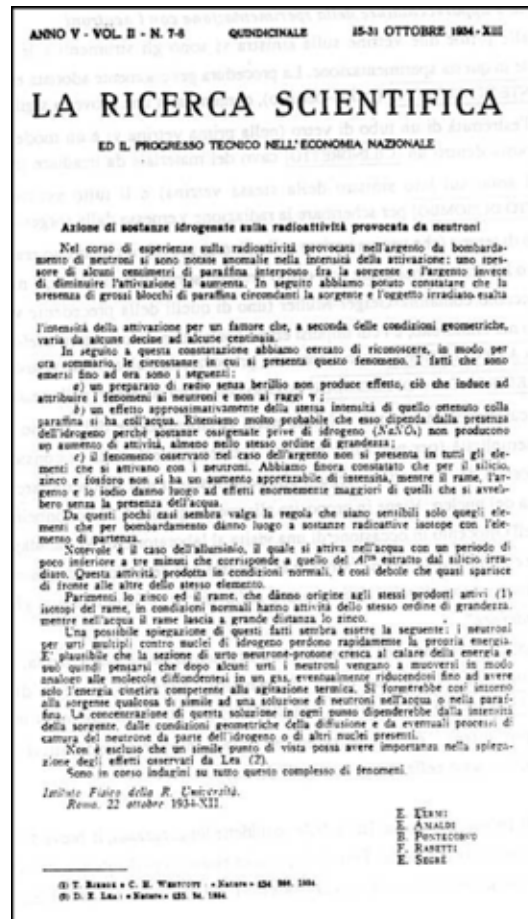 ANNO V - VOL. II - N. 7-8 QUINDICINALE 15-31 OTTOBRE 1934 - XIII
LA RICERCA SCIENTIFICA
ED IL PROGRESSO TECNICO NELL'ECONOMIA NAZIONALE
Azione di sostanze idrogenate sulla radioattività provocata da neutroni
Nel corso di esperienze sulla radioattività provocata nell'argento da bombarda-
mento di neutroni si sono notate anomalie nella intensità della attivazione: uno spes-
sore di alcuni centimetri di paraffina interposto fra la sorgente e l'argento invece
di diminuire l'attivazione la aumenta. In seguito abbiamo potuto constatare che la
presenza di grossi blocchi di paraffina circondanti la sorgente e l'oggetto irradiato esalta
l'intensità della attivazione per un fattore che, a seconda delle condizioni geometriche,
varia da alcune decine ad alcune centinaia.
In seguito a questa constatazione abbiamo cercato di riconoscere, in modo per
ora sommario, le circostanze in cui si presenta questo fenomeno. I fatti che sono
emersi fino ad ora sono i seguenti:
a) un preparato di radio senza berillio non produce effetto, ciò che induce ad
attribuire i fenomeni ai neutroni e non ai raggi γ;
b) un effetto approssimativamente della stessa intensità di quello ottenuto colla
paraffina si ha coll'acqua. Riteniamo molto probabile che esso dipenda dalla presenza
dell'idrogeno perché sostanze ossigenate prive di idrogeno (NaNO₃) non producono
un aumento di attività, almeno nello stesso ordine di grandezza;
c) il fenomeno osservato nel caso dell'argento non si presenta in tutti gli ele-
menti che si attivano con i neutroni. Abbiamo finora constatato che per il silicio,
zinco e fosforo non si ha un aumento apprezzabile di intensità, mentre il rame, l'ar-
gento e lo iodio danno luogo ad effetti enormemente maggiori di quelli che si avreb-
bero senza la presenza dell'acqua.
Da questi pochi casi sembra valga la regola che siano sensibili solo quegli ele-
menti che per bombardamento dànno luogo a sostanze radioattive isotope con l'ele-
mento di partenza.
Notevole è il caso dell'alluminio, il quale si attiva nell'acqua con un periodo di
poco inferiore a tre minuti che corrisponde a quello del Al estratto dal silicio irra-
diato. Questa attività, prodotta in condizioni normali, è così debole che quasi sparisce
di fronte alle altre dello stesso elemento.
Parimenti lo zinco ed il rame, che dànno origine agli stessi prodotti attivi (1)
isotopi del rame, in condizioni normali hanno attività dello stesso ordine di grandezza,
mentre nell'acqua il rame lascia a grande distanza lo zinco.
Una possibile spiegazione di questi fatti sembra essere la seguente: i neutroni
per urti multipli contro nuclei di idrogeno perdono rapidamente la propria energia.
E' plausibile che la sezione di urto neutrone-protone cresca al calare della energia e
può quindi pensarsi che dopo alcuni urti i neutroni vengano a muoversi in modo
analogo alle molecole diffondentesi in un gas, eventualmente riducendosi fino ad avere
solo l'energia cinetica competente alla agitazione termica. Si formerebbe così intorno
alla sorgente qualcosa di simile ad una soluzione di neutroni nell'acqua o nella paraf-
fina. La concentrazione di questa soluzione in ogni punto dipenderebbe dalla intensità
della sorgente, dalle condizioni geometriche della diffusione e da eventuali processi di
cattura del neutrone da parte dell'idrogeno o di altri nuclei presenti.
Non è escluso che un simile punto di vista possa avere importanza nella spiega-
zione degli effetti osservati da Lea (2).
Sono in corso indagini su tutto questo complesso di fenomeni.
Istituto Fisico della R. Università.
Roma, 22 ottobre 1934-XII.
E. FERMI
E. AMALDI
B. PONTECORVO
F. RASETTI
E. SEGRÈ
(1) T. BJERGE e C. H. WESTCOTT: « Nature »
(2) D. E. LEA: « Nature »